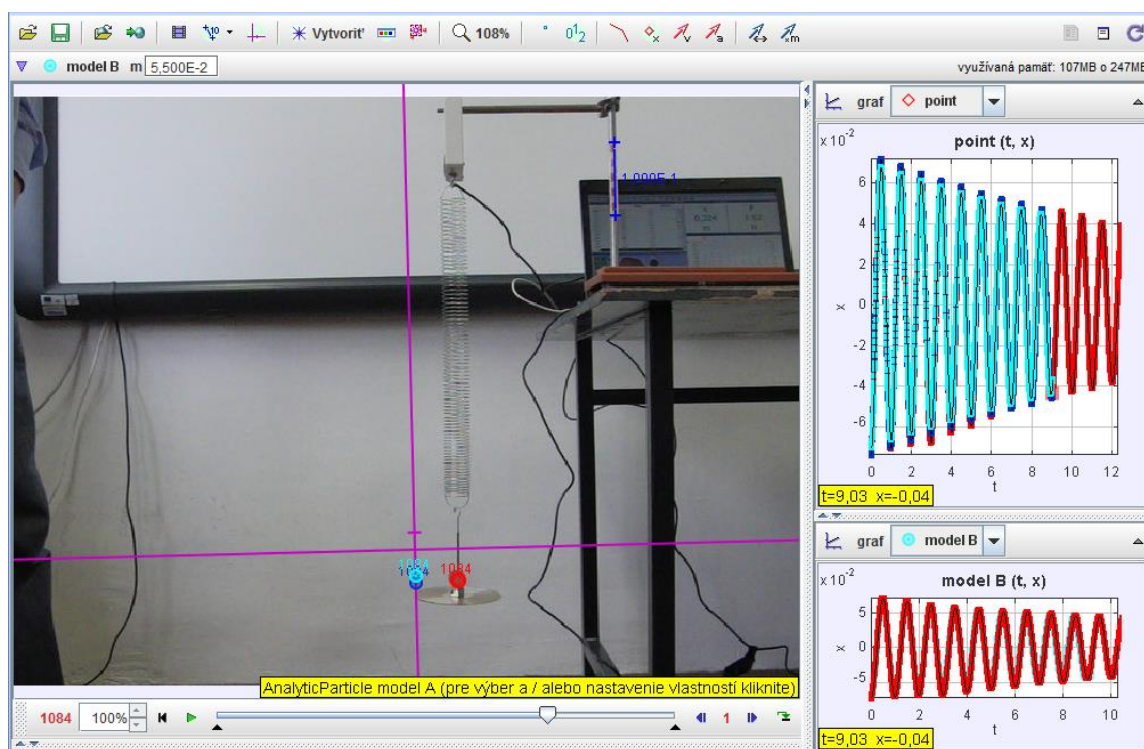 Vytvoriť 108%
model B m 5,500E-2 využívaná pamäť: 107MB o 247MB
1,000E-1
1084
AnalyticParticle model A (pre výber a / alebo nastavenie vlastností kliknite)
1084 100% 1
graf point
x 10-2
point (t, x)
6
4
2
0
-2
-4
-6
x
0 2 4 6 8 10 12
t
t=9,03 x=-0,04
graf model B
x 10-2
model B (t, x)
5
0
-5
x
0 2 4 6 8 10
t
t=9,03 x=-0,04